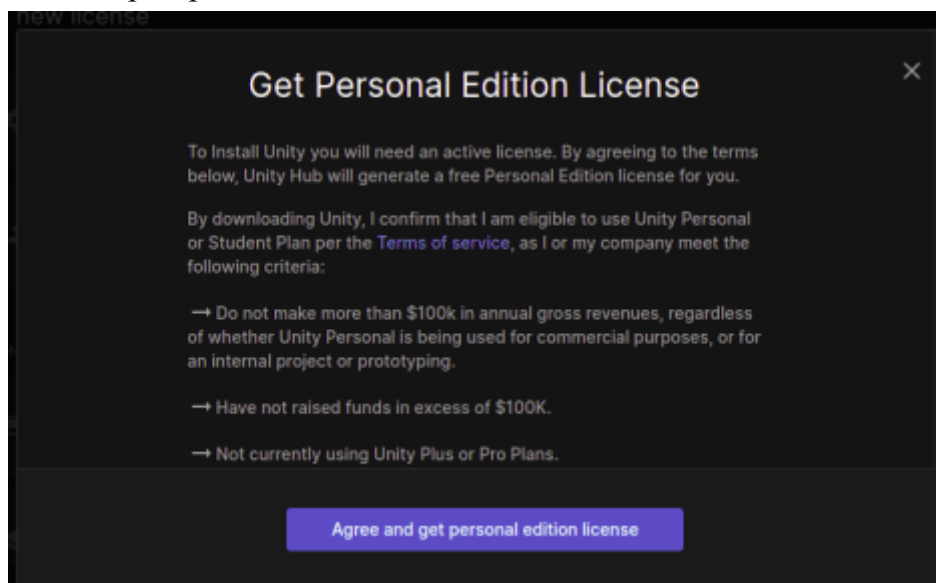 new license
Get Personal Edition License
To Install Unity you will need an active license. By agreeing to the terms
below, Unity Hub will generate a free Personal Edition license for you.
By downloading Unity, I confirm that I am eligible to use Unity Personal
or Student Plan per the Terms of service, as I or my company meet the
following criteria:
→ Do not make more than $100k in annual gross revenues, regardless
of whether Unity Personal is being used for commercial purposes, or for
an internal project or prototyping.
→ Have not raised funds in excess of $100K.
→ Not currently using Unity Plus or Pro Plans.
Agree and get personal edition license